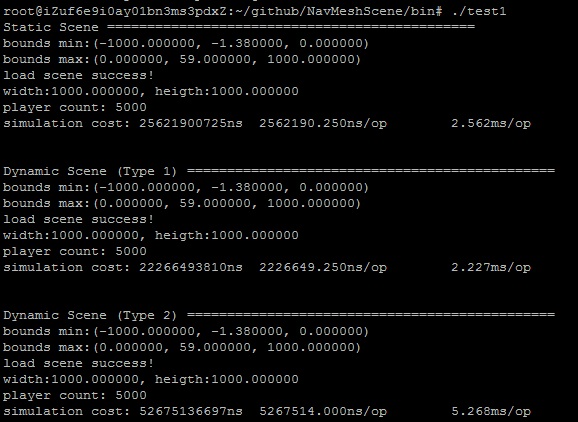 root@iZuf6e9i0ay01bn3ms3pdxZ:~/github/NavMeshScene/bin# ./test1
Static Scene ==============================================
bounds min:(-1000.000000, -1.380000, 0.000000)
bounds max:(0.000000, 59.000000, 1000.000000)
load scene success!
width:1000.000000, heigth:1000.000000
player count: 5000
simulation cost: 25621900725ns  2562190.250ns/op        2.562ms/op
Dynamic Scene (Type 1) ==============================================
bounds min:(-1000.000000, -1.380000, 0.000000)
bounds max:(0.000000, 59.000000, 1000.000000)
load scene success!
width:1000.000000, heigth:1000.000000
player count: 5000
simulation cost: 22266493810ns  2226649.250ns/op        2.227ms/op
Dynamic Scene (Type 2) ==============================================
bounds min:(-1000.000000, -1.380000, 0.000000)
bounds max:(0.000000, 59.000000, 1000.000000)
load scene success!
width:1000.000000, heigth:1000.000000
player count: 5000
simulation cost: 52675136697ns  5267514.000ns/op        5.268ms/op